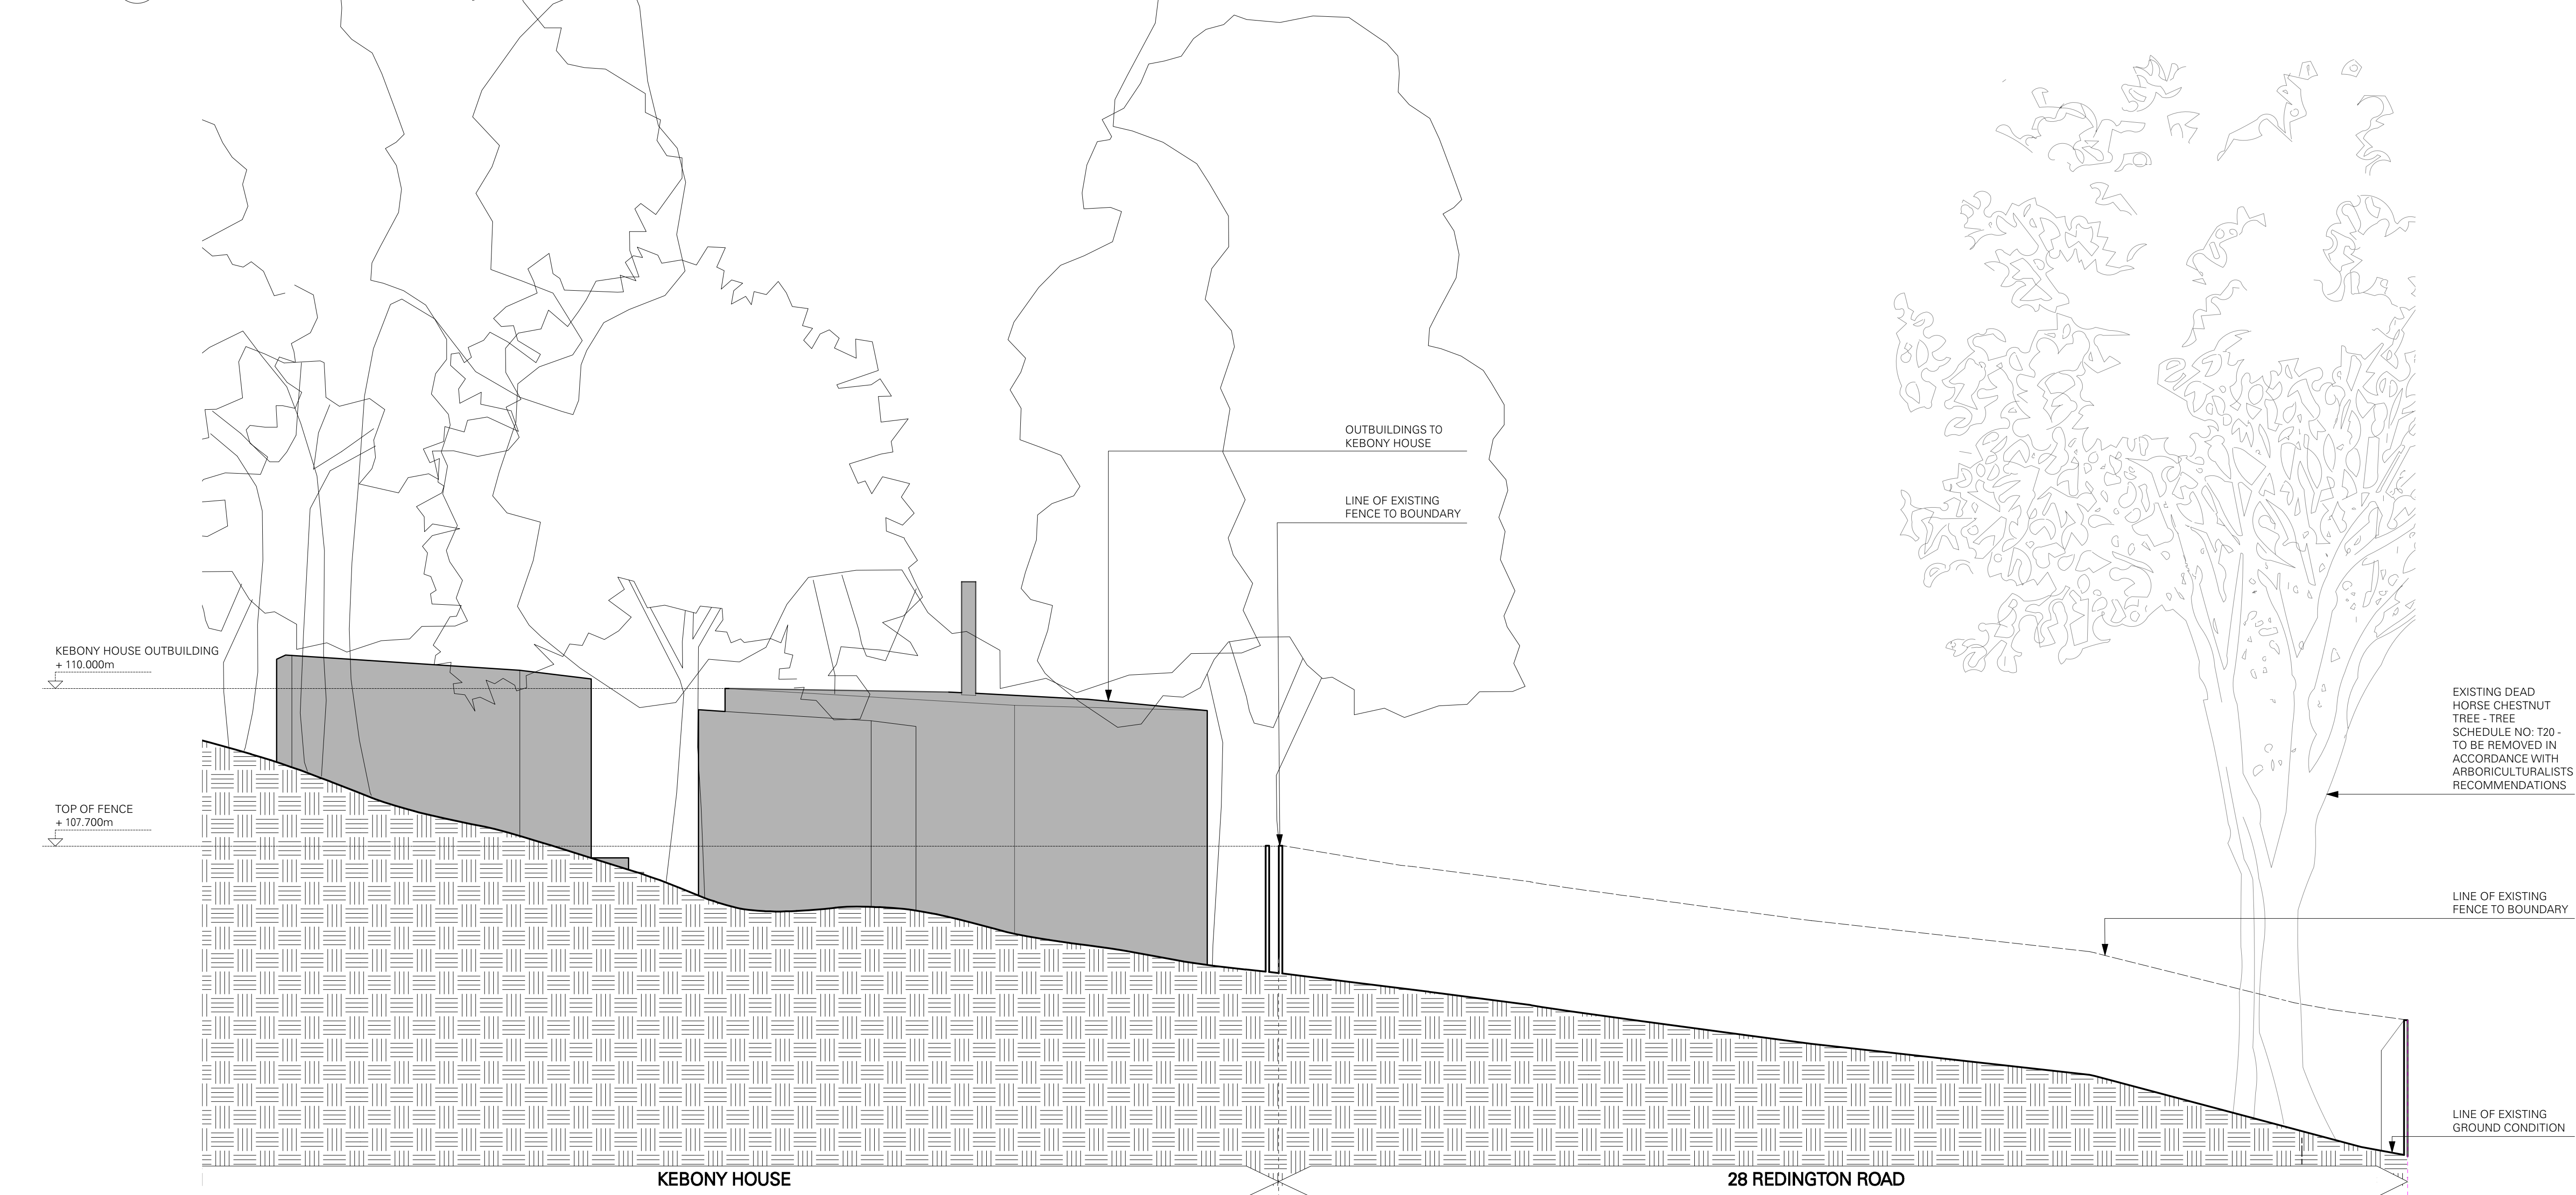 OUTBUILDINGS TO
KEBONY HOUSE
LINE OF EXISTING
FENCE TO BOUNDARY
KEBONY HOUSE OUTBUILDING
+ 110.000m
TOP OF FENCE
+ 107.700m
EXISTING DEAD
HORSE CHESTNUT
TREE - TREE
SCHEDULE NO: T20 -
TO BE REMOVED IN
ACCORDANCE WITH
ARBORICULTURALISTS
RECOMMENDATIONS
LINE OF EXISTING
FENCE TO BOUNDARY
LINE OF EXISTING
GROUND CONDITION
KEBONY HOUSE
28 REDINGTON ROAD